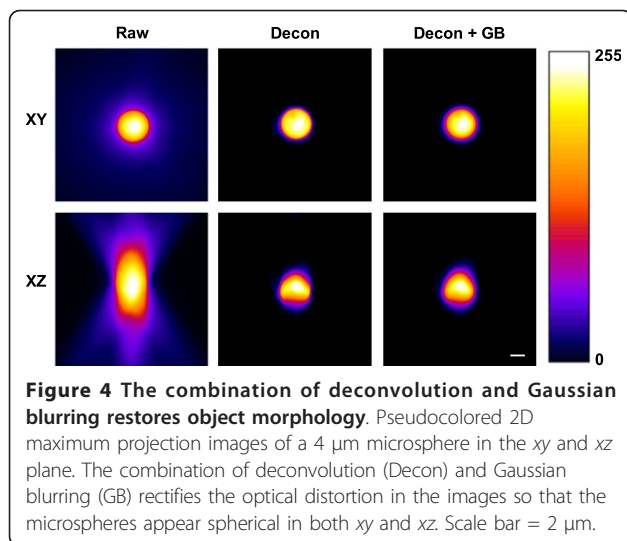 Raw Decon Decon + GB
255
XY
XZ
0
Figure 4 The combination of deconvolution and Gaussian
blurring restores object morphology. Pseudocolored 2D
maximum projection images of a 4 μm microsphere in the xy and xz
plane. The combination of deconvolution (Decon) and Gaussian
blurring (GB) rectifies the optical distortion in the images so that the
microspheres appear spherical in both xy and xz. Scale bar = 2 μm.